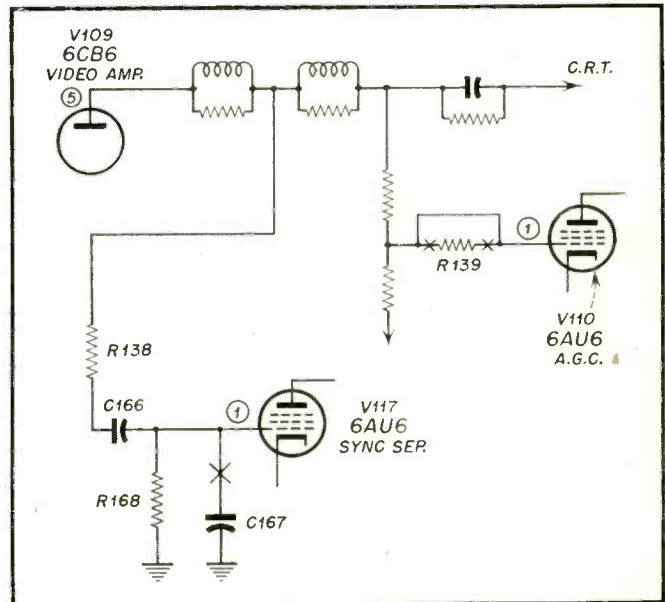 V109
6CB6
VIDEO AMP.
5
C.R.T.
R139
1
V110
6AU6
A.G.C.
R138
C166
1
V117
6AU6
SYNC SEP.
R168
C167